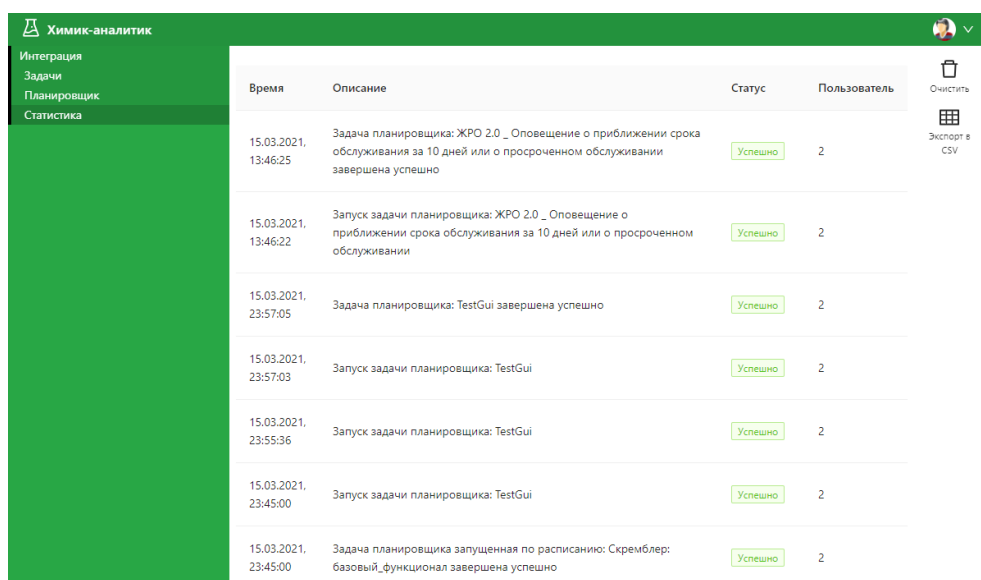 Химик-аналитик
Интеграция
Задачи
Планировщик
Статистика
Время Описание Статус Пользователь
15.03.2021,
13:46:25
Задача планировщика: ЖРО 2.0 _ Оповещение о приближении срока
обслуживания за 10 дней или о просроченном обслуживании
завершена успешно
Успешно
2
15.03.2021,
13:46:22
Запуск задачи планировщика: ЖРО 2.0 _ Оповещение о
приближении срока обслуживания за 10 дней или о просроченном
обслуживании
Успешно
2
15.03.2021,
23:57:05
Задача планировщика: TestGui завершена успешно
Успешно
2
15.03.2021,
23:57:03
Запуск задачи планировщика: TestGui
Успешно
2
15.03.2021,
23:55:36
Запуск задачи планировщика: TestGui
Успешно
2
15.03.2021,
23:45:00
Запуск задачи планировщика: TestGui
Успешно
2
15.03.2021,
23:45:00
Задача планировщика запущенная по расписанию: Скремблер:
базовый_функционал завершена успешно
Успешно
2
Очистить
Экспорт в
CSV